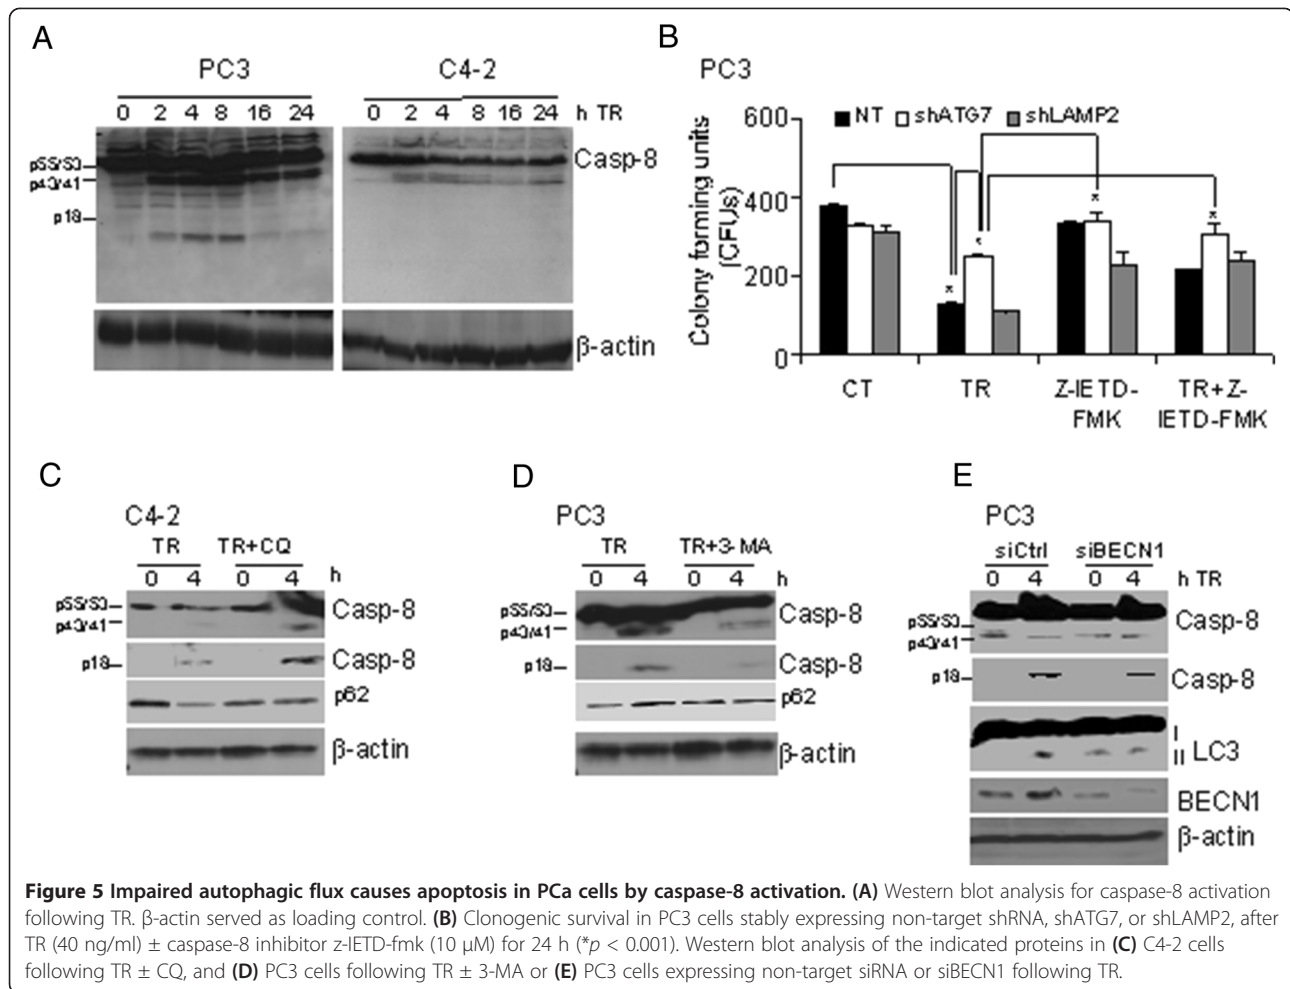 A
PC3
C4-2
0 2 4 8 16 24
0 2 4 8 16 24
h TR
p55/53
p43/41
p18
Casp-8
β-actin
B
PC3
NT shATG7 shLAMP2
Colony forming units
(CFUs)
600
400
200
0
*
*
*
*
CT
TR
Z-IETD-
FMK
TR+Z-
IETD-FMK
C
C4-2
TR TR+CQ
0 4 0 4 h
p55/53
p43/41
Casp-8
p18
Casp-8
p62
β-actin
D
PC3
TR TR+3-MA
0 4 0 4 h
p55/53
p43/41
Casp-8
p18
Casp-8
p62
β-actin
E
PC3
siCtrl siBECN1
0 4 0 4 h TR
p55/53
p43/41
Casp-8
p18
Casp-8
I
II LC3
BECN1
β-actin
Figure 5 Impaired autophagic flux causes apoptosis in PCa cells by caspase-8 activation. (A) Western blot analysis for caspase-8 activation
following TR. β-actin served as loading control. (B) Clonogenic survival in PC3 cells stably expressing non-target shRNA, shATG7, or shLAMP2, after
TR (40 ng/ml) ± caspase-8 inhibitor z-IETD-fmk (10 μM) for 24 h (*p < 0.001). Western blot analysis of the indicated proteins in (C) C4-2 cells
following TR ± CQ, and (D) PC3 cells following TR ± 3-MA or (E) PC3 cells expressing non-target siRNA or siBECN1 following TR.